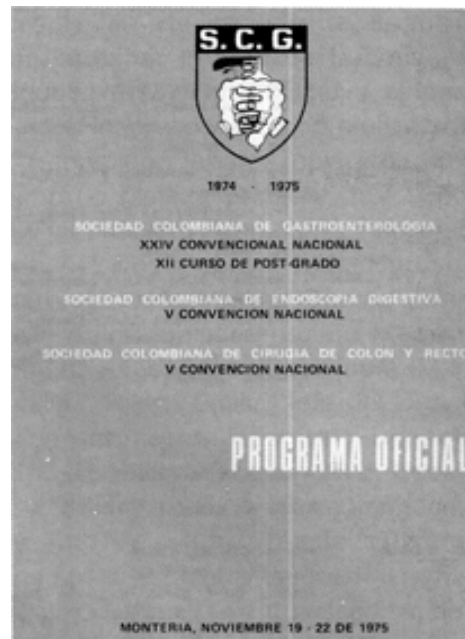 S. C. G.
1974 - 1975
SOCIEDAD COLOMBIANA DE GASTROENTEROLOGIA
XXIV CONVENCIONAL NACIONAL
XII CURSO DE POST-GRADO
SOCIEDAD COLOMBIANA DE ENDOSCOPIA DIGESTIVA
V CONVENCION NACIONAL
SOCIEDAD COLOMBIANA DE CIRUGIA DE COLON Y RECTO
V CONVENCION NACIONAL
PROGRAMA OFICIAL
MONTERIA, NOVIEMBRE 19 - 22 DE 1975